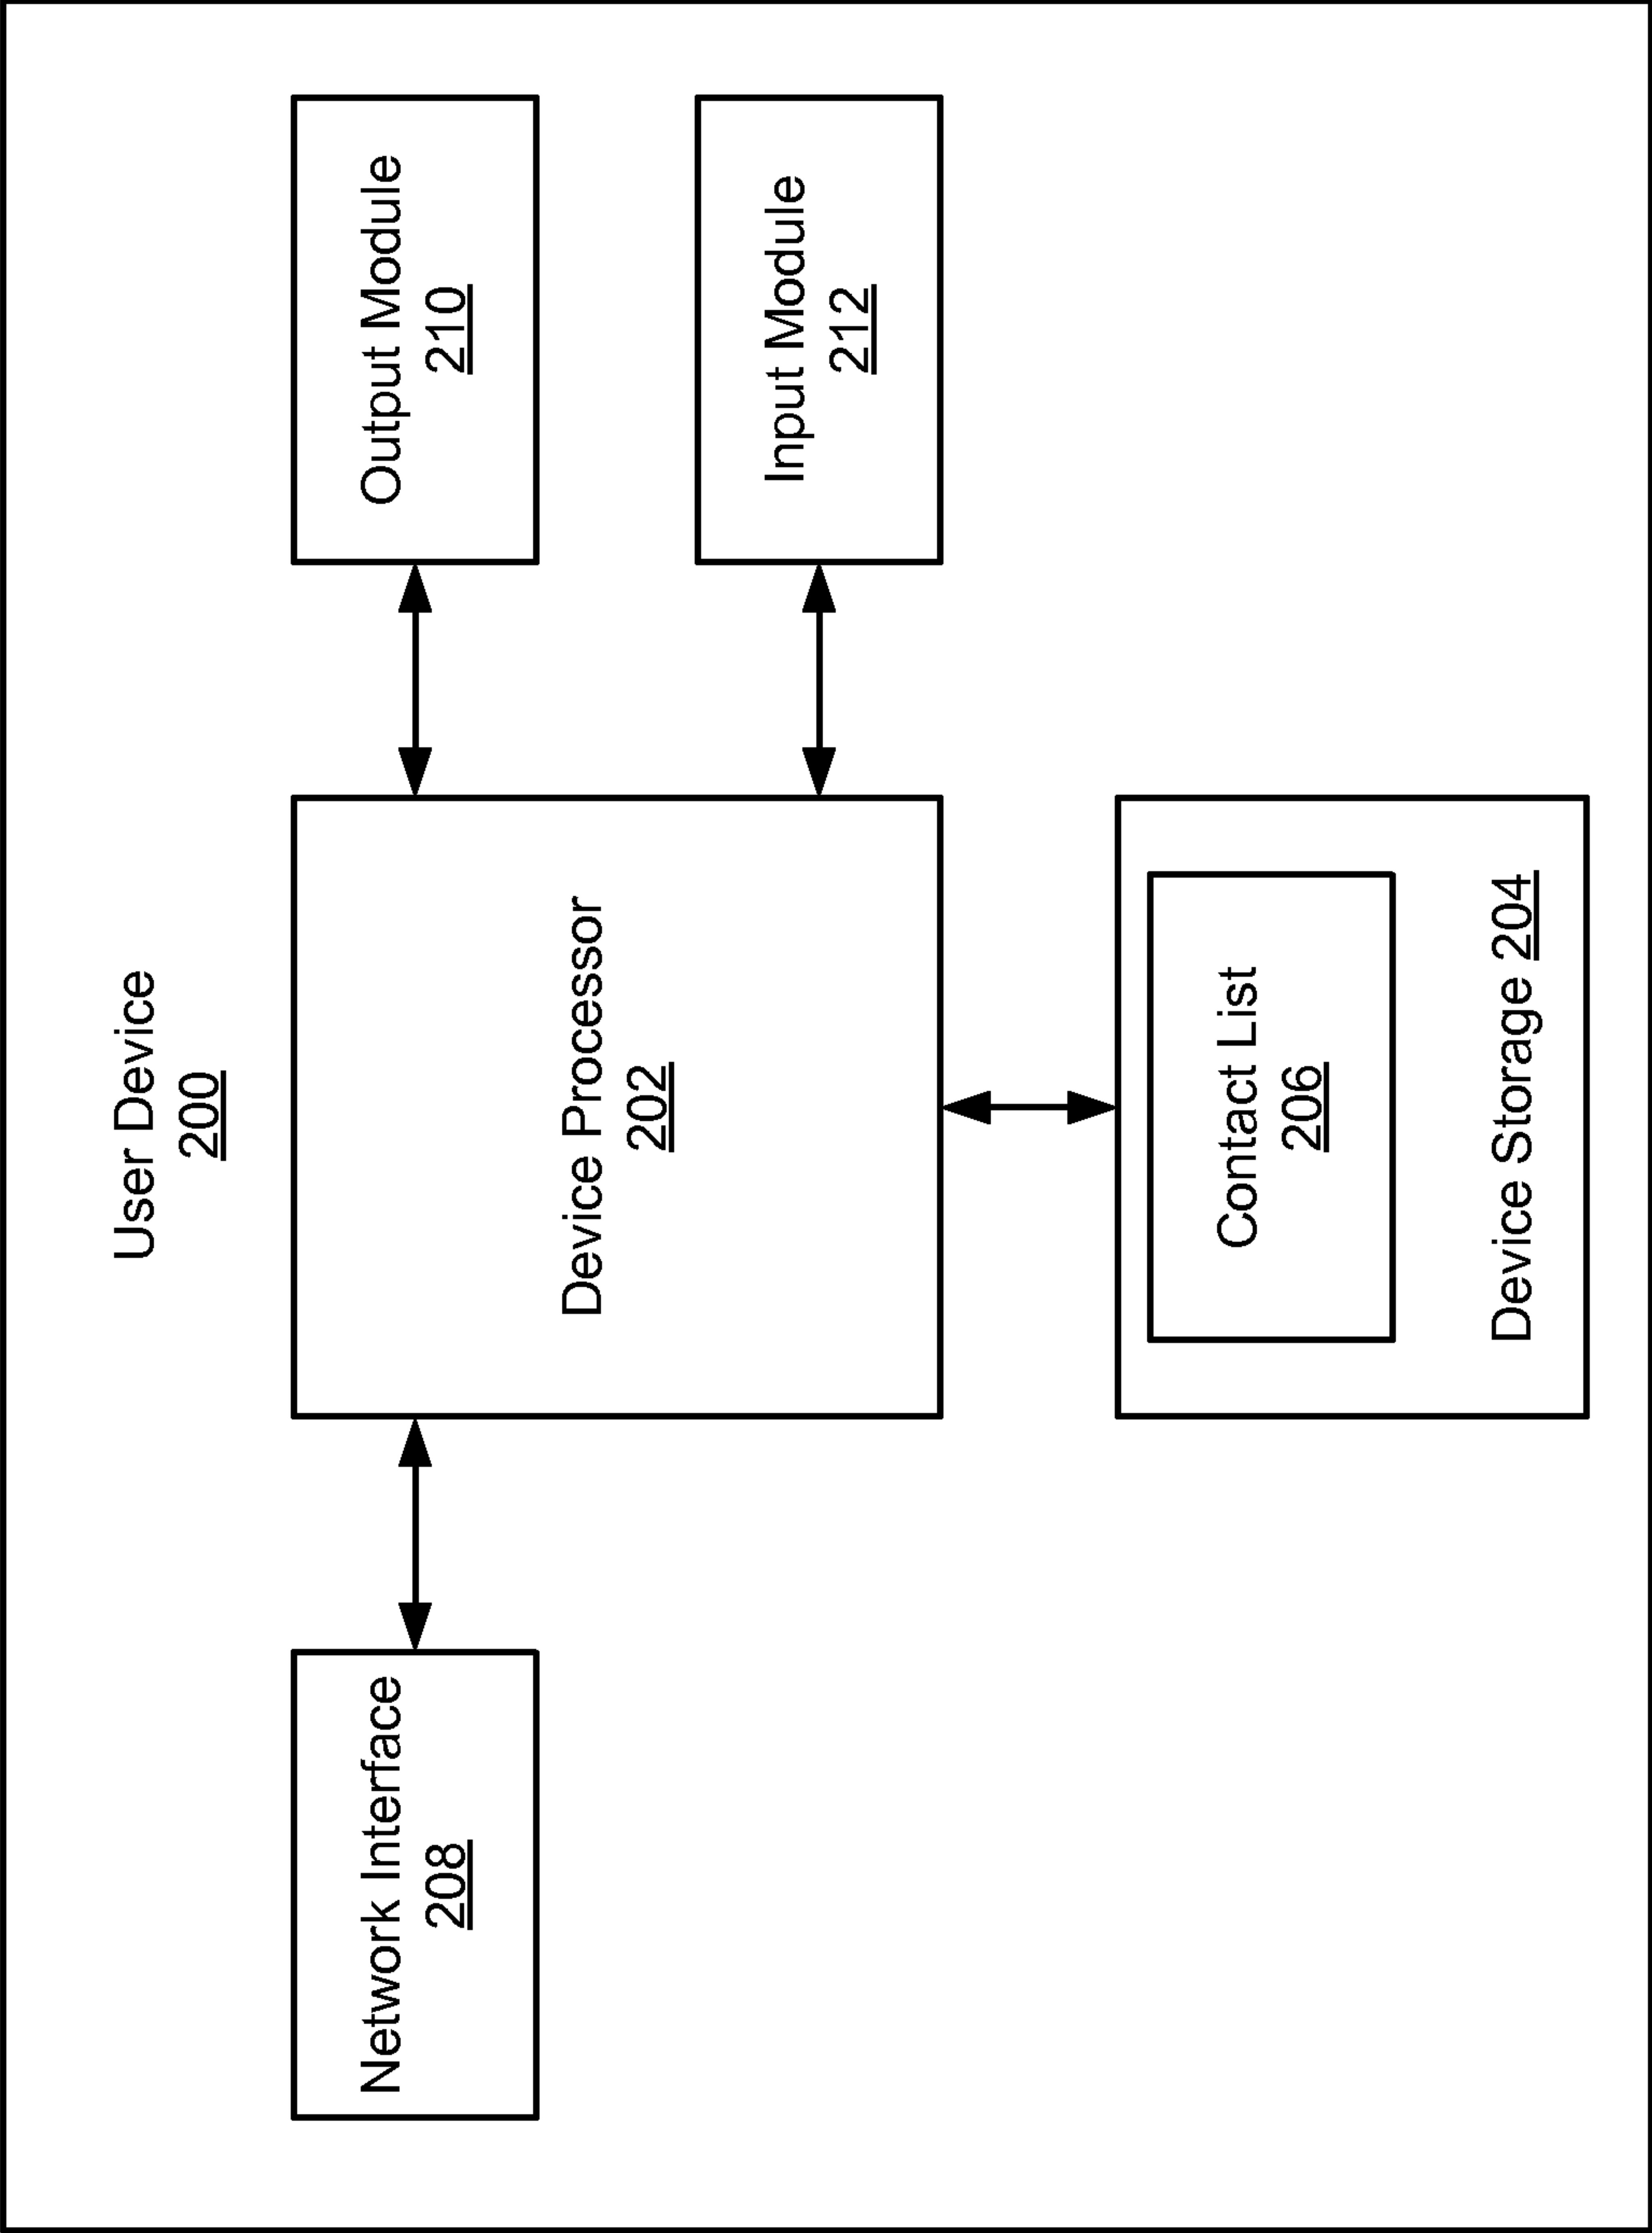 User Device
200
Network Interface
208
Device Processor
202
Output Module
210
Input Module
212
Contact List
206
Device Storage 204